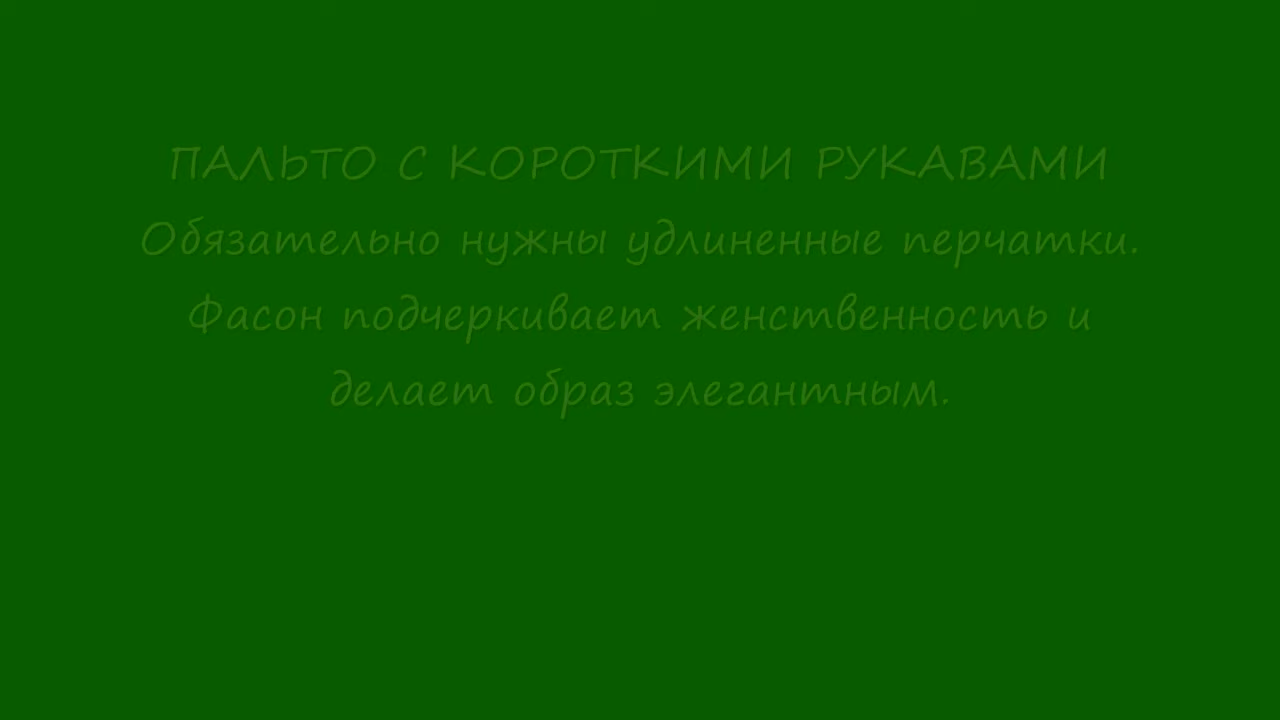 ПАЛЬТО С КОРОТКИМИ РУКАВАМИ
Обязательно нужны удлиненные перчатки.
Фасон подчеркивает женственность и
делает образ элегантным.